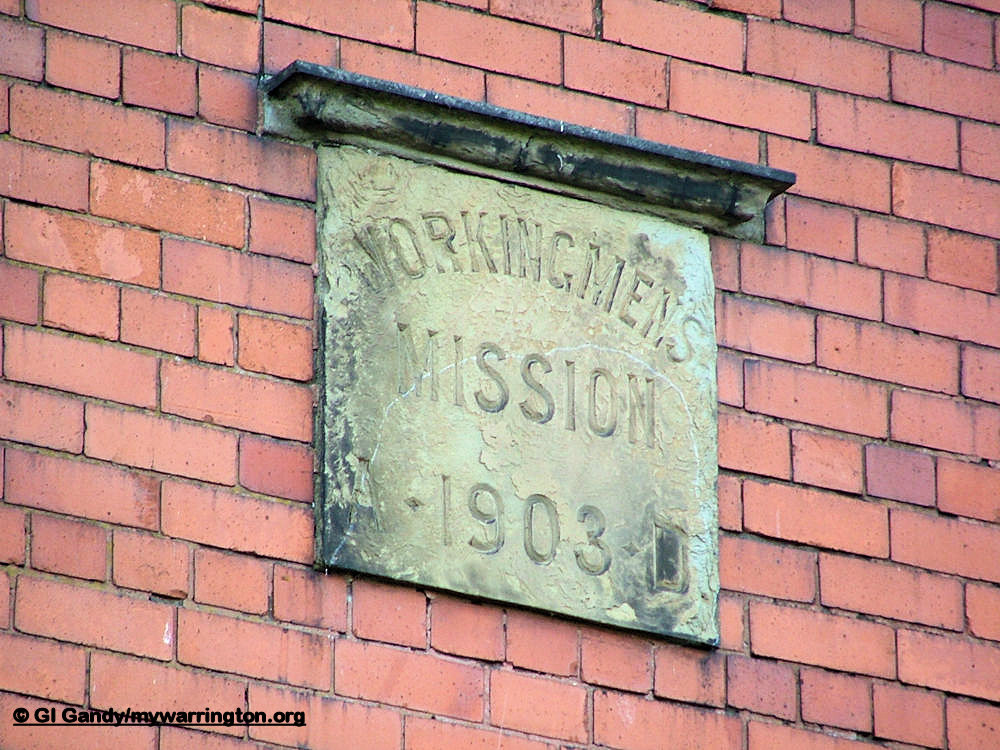 WORKINGMENS
MISSION
A·1903·D
© GI Gandy/mywarrington.org